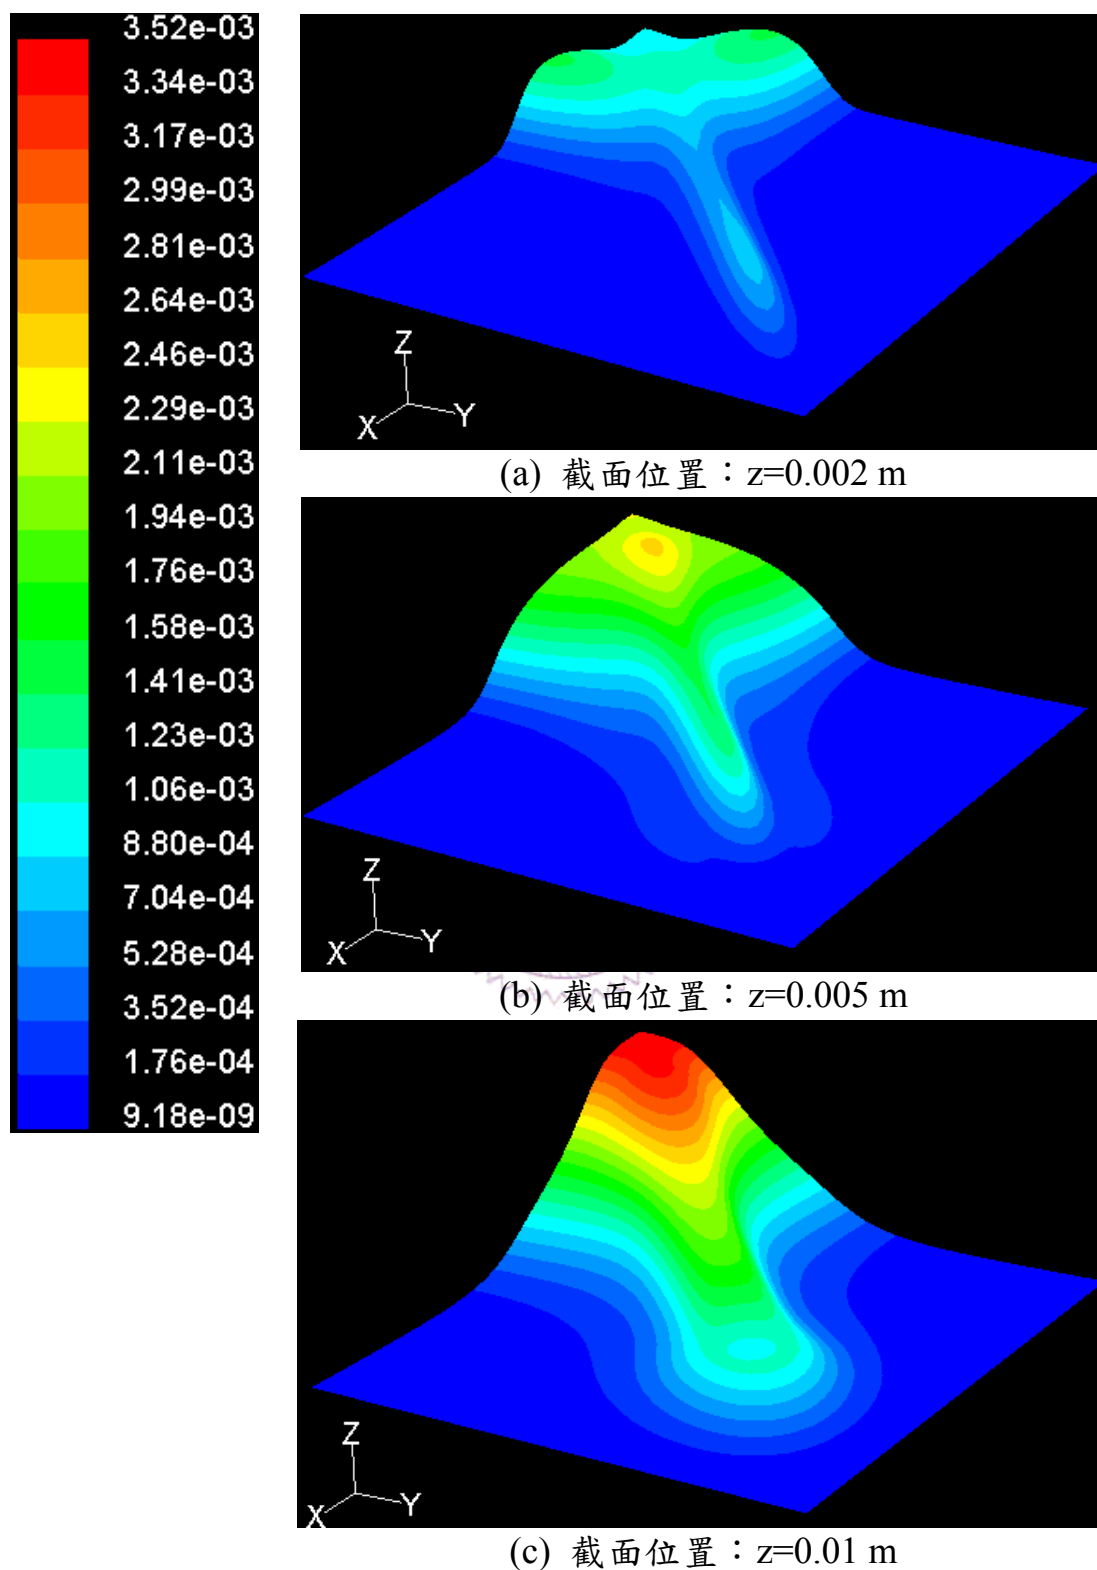 3.52e-03
3.34e-03
3.17e-03
2.99e-03
2.81e-03
2.64e-03
2.46e-03
2.29e-03
2.11e-03
1.94e-03
1.76e-03
1.58e-03
1.41e-03
1.23e-03
1.06e-03
8.80e-04
7.04e-04
5.28e-04
3.52e-04
1.76e-04
9.18e-09
Z
X
Y
(a) 截面位置：z=0.002 m
Z
X
Y
(b) 截面位置：z=0.005 m
Z
X
Y
(c) 截面位置：z=0.01 m